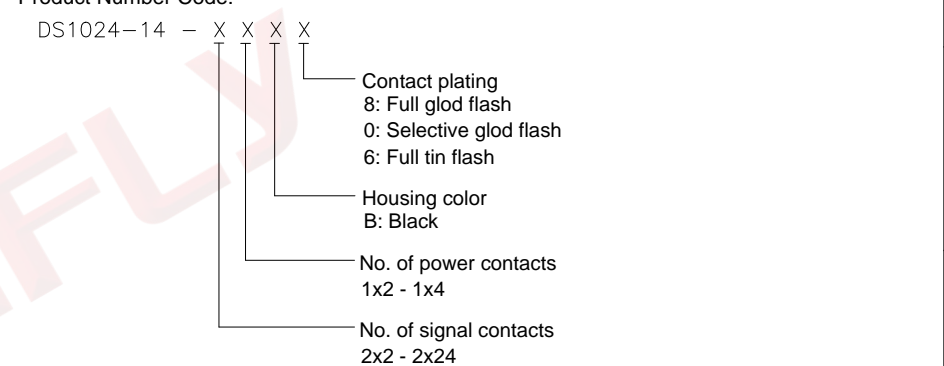 Product Number Code:
DS1024-14 - X X X X
Contact plating
8: Full glod flash
0: Selective glod flash
6: Full tin flash
Housing color
B: Black
No. of power contacts
1x2 - 1x4
No. of signal contacts
2x2 - 2x24